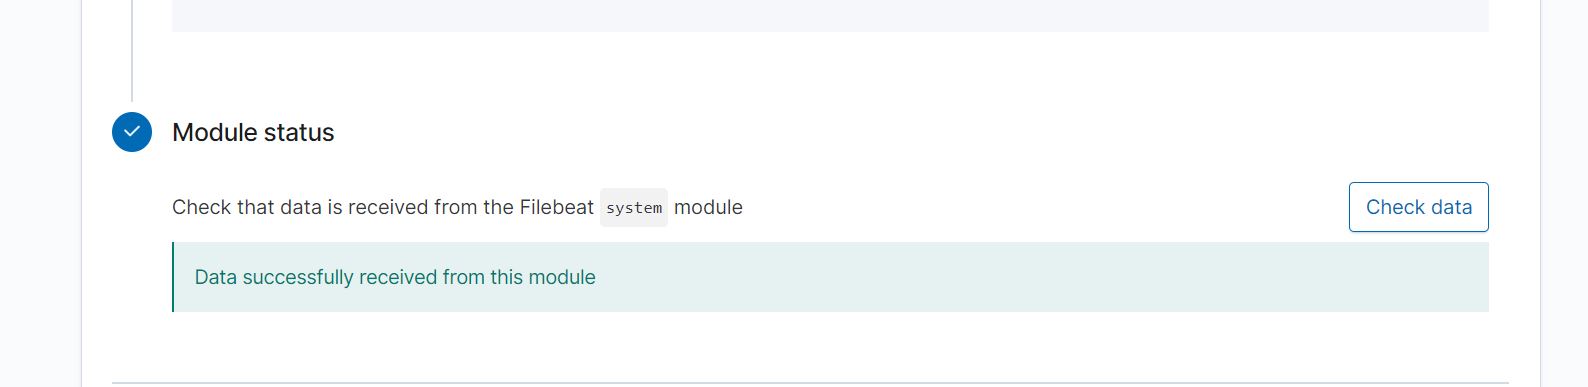 Module status
Check that data is received from the Filebeat system module
Check data
Data successfully received from this module